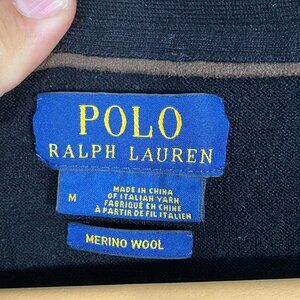 POLO
RALPH LAUREN
M
MADE IN CHINA
OF ITALIAN YARN
FABRIQUÉ EN CHINE
À PARTIR DE FIL ITALIEN
MERINO WOOL